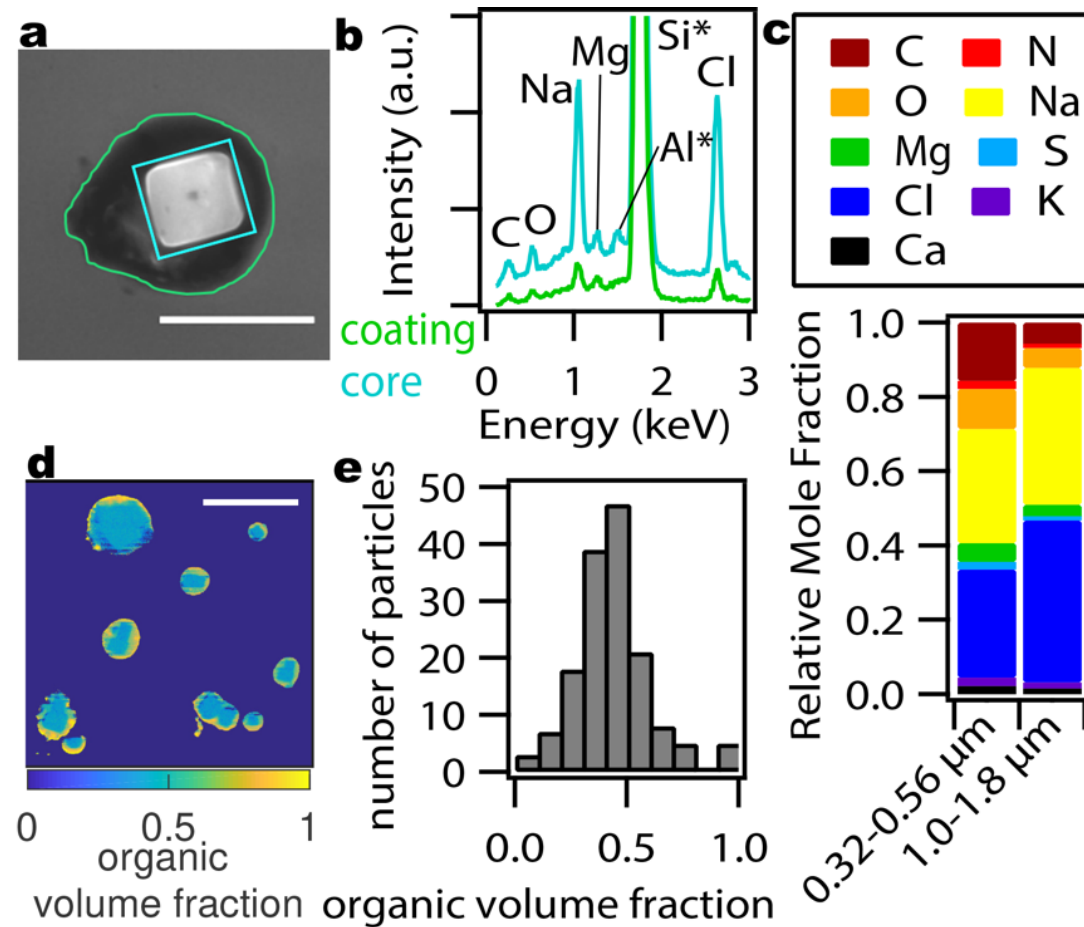 a
b
Intensity (a.u.)
Na
Mg
Si*
Cl
Al*
C
O
coating
core
0
1
2
3
Energy (keV)
c
C
N
O
Na
Mg
S
Cl
K
Ca
Relative Mole Fraction
1.0
0.8
0.6
0.4
0.2
0.0
0.32-0.56 µm
1.0-1.8 µm
d
0
0.5
1
organic
volume fraction
e
number of particles
50
40
30
20
10
0
0.0
0.5
1.0
organic volume fraction